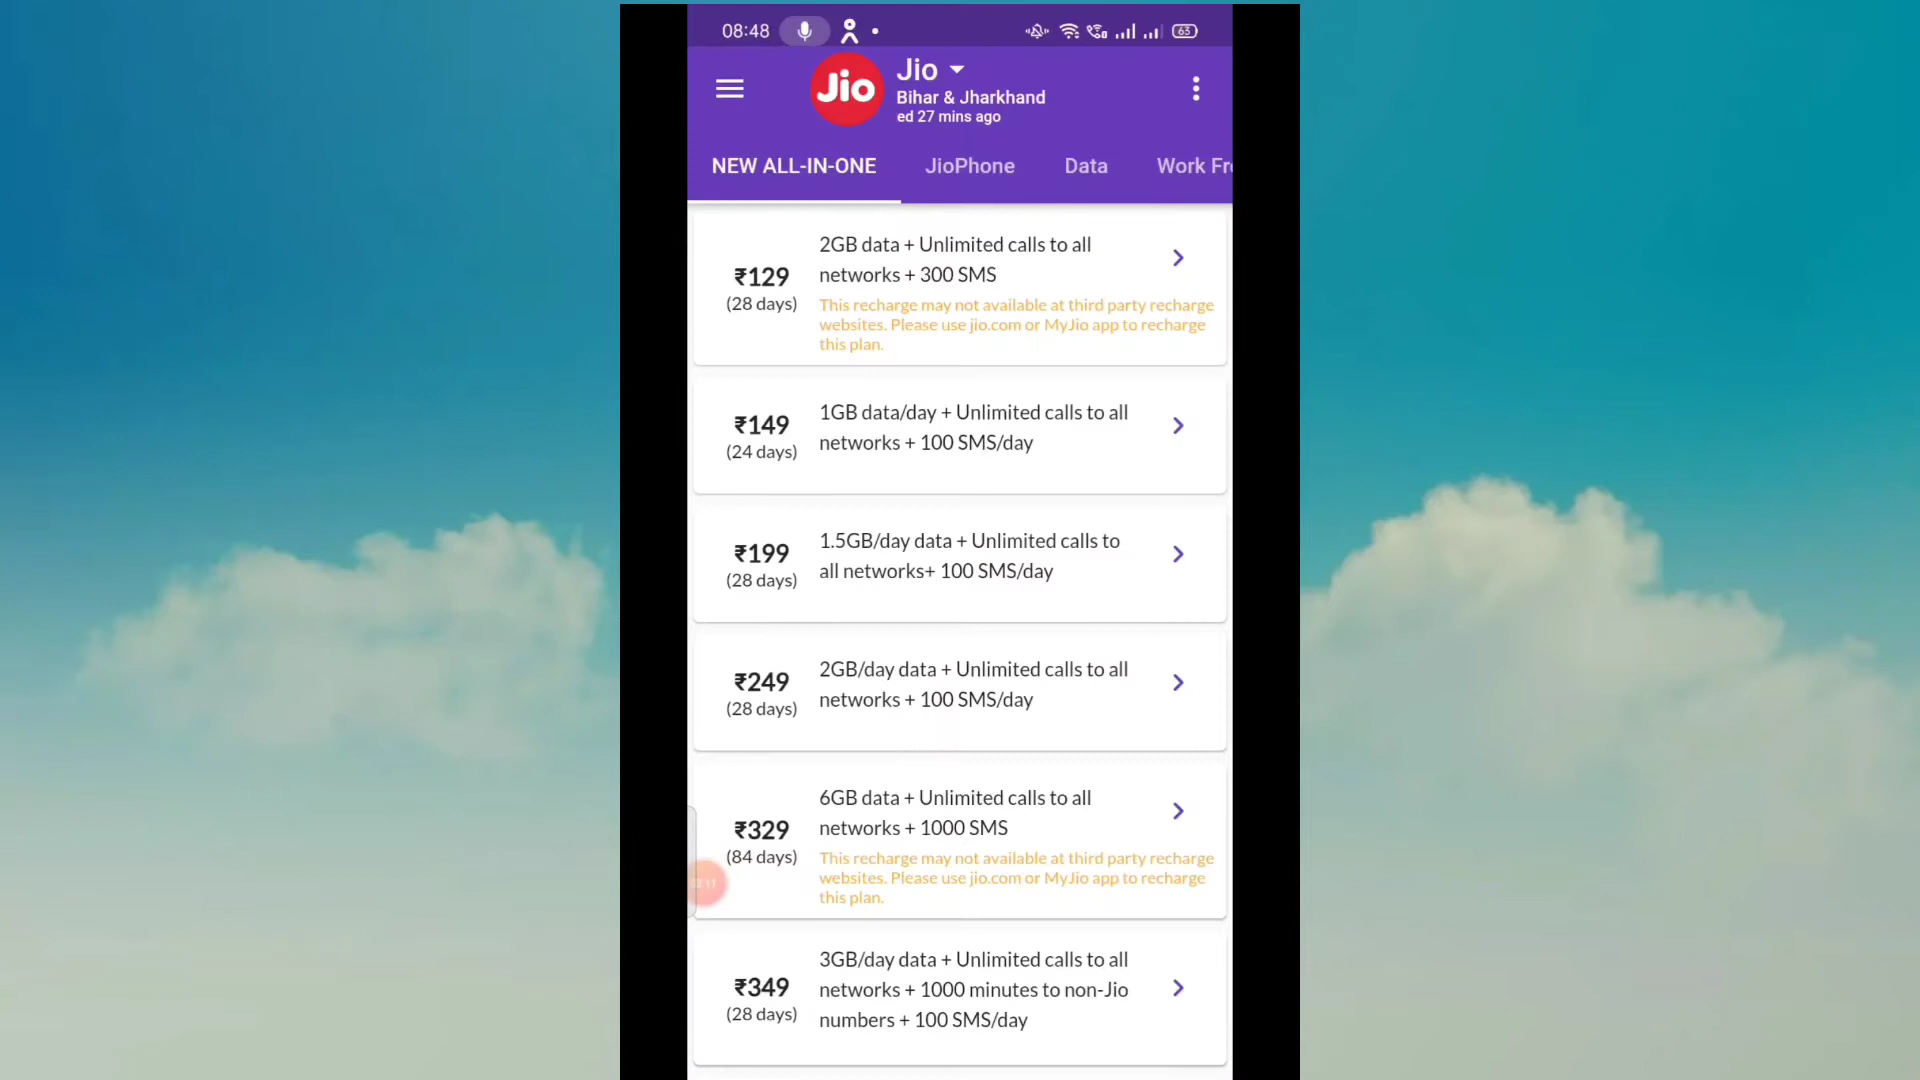 08:48
63
Jio
Jio
Bihar & Jharkhand
ed 27 mins ago
NEW ALL-IN-ONE JioPhone Data Work Fr
2GB data + Unlimited calls to all
networks + 300 SMS
₹129
(28 days)
This recharge may not available at third party recharge
websites. Please use jio.com or MyJio app to recharge
this plan.
1GB data/day + Unlimited calls to all
networks + 100 SMS/day
₹149
(24 days)
1.5GB/day data + Unlimited calls to
all networks+ 100 SMS/day
₹199
(28 days)
2GB/day data + Unlimited calls to all
networks + 100 SMS/day
₹249
(28 days)
6GB data + Unlimited calls to all
networks + 1000 SMS
₹329
(84 days)
This recharge may not available at third party recharge
websites. Please use jio.com or MyJio app to recharge
this plan.
3GB/day data + Unlimited calls to all
networks + 1000 minutes to non-Jio
numbers + 100 SMS/day
₹349
(28 days)